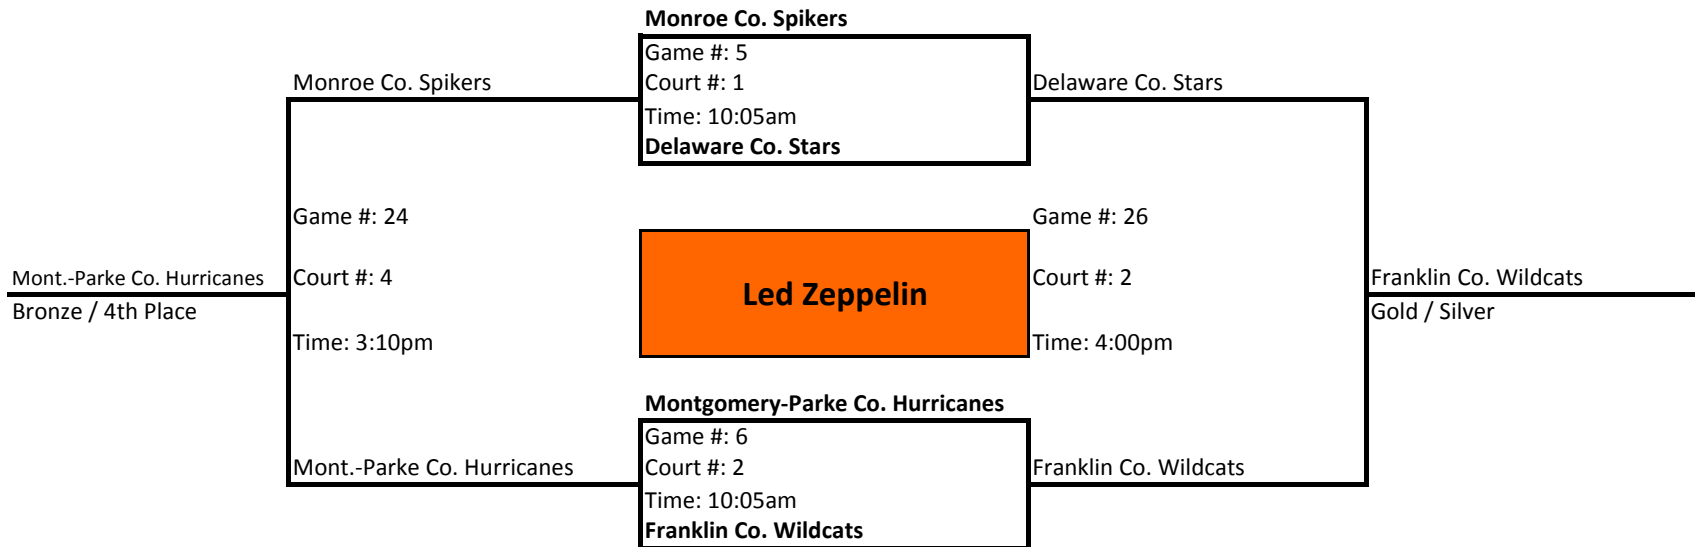 Monroe Co. Spikers
Game #: 5
Monroe Co. Spikers
Court #: 1
Delaware Co. Stars
Time: 10:05am
Delaware Co. Stars
Game #: 24
Game #: 26
Mont.-Parke Co. Hurricanes
Court #: 4
Led Zeppelin
Court #: 2
Franklin Co. Wildcats
Bronze / 4th Place
Gold / Silver
Time: 3:10pm
Time: 4:00pm
Montgomery-Parke Co. Hurricanes
Game #: 6
Mont.-Parke Co. Hurricanes
Court #: 2
Franklin Co. Wildcats
Time: 10:05am
Franklin Co. Wildcats